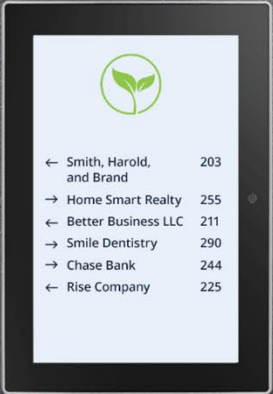 ← Smith, Harold, 203
and Brand
→ Home Smart Realty 255
← Better Business LLC 211
→ Smile Dentistry 290
→ Chase Bank 244
← Rise Company 225